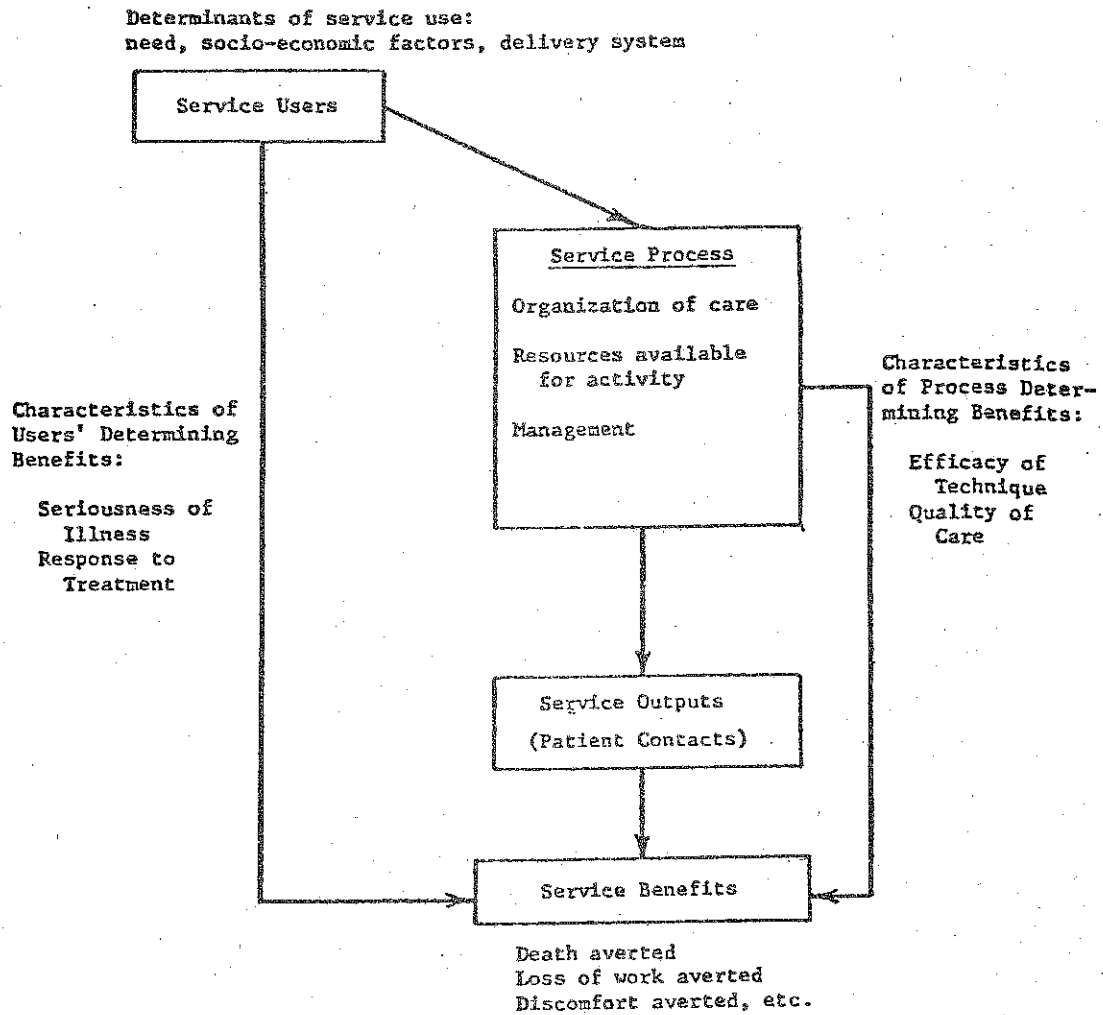 Determinants of service use:
need, socio-economic factors, delivery system
Service Users
Service Process
Organization of care
Resources available
for activity
Management
Characteristics of
Users' Determining
Benefits:
Seriousness of
Illness
Response to
Treatment
Characteristics
of Process Deter-
mining Benefits:
Efficacy of
Technique
Quality of
Care
Service Outputs
(Patient Contacts)
Service Benefits
Death averted
Loss of work averted
Discomfort averted, etc.